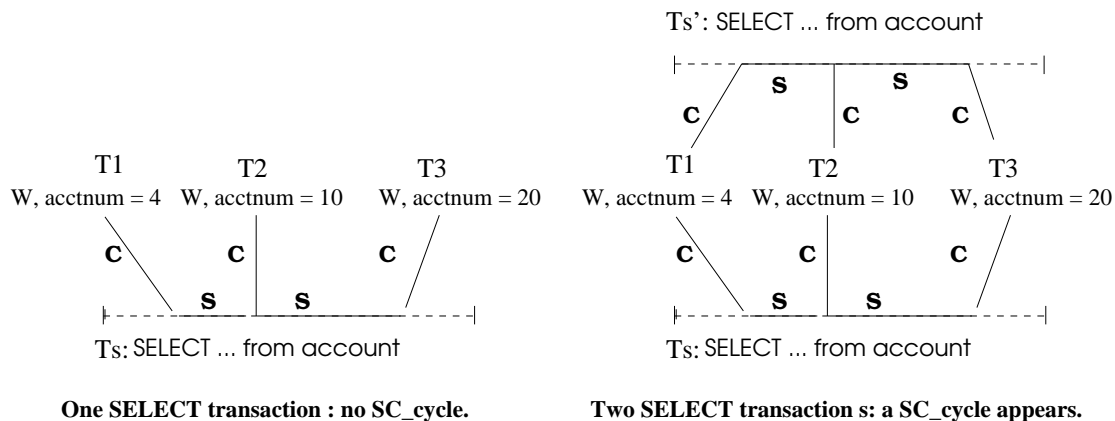 Ts': SELECT ... from account
S
S
C
C
C
T1
T2
T3
W, acctnum = 4
W, acctnum = 10
W, acctnum = 20
C
C
C
S
S
Ts: SELECT ... from account
One SELECT transaction : no SC_cycle.
T1
T2
T3
W, acctnum = 4
W, acctnum = 10
W, acctnum = 20
C
C
C
S
S
Ts: SELECT ... from account
Two SELECT transaction s: a SC_cycle appears.